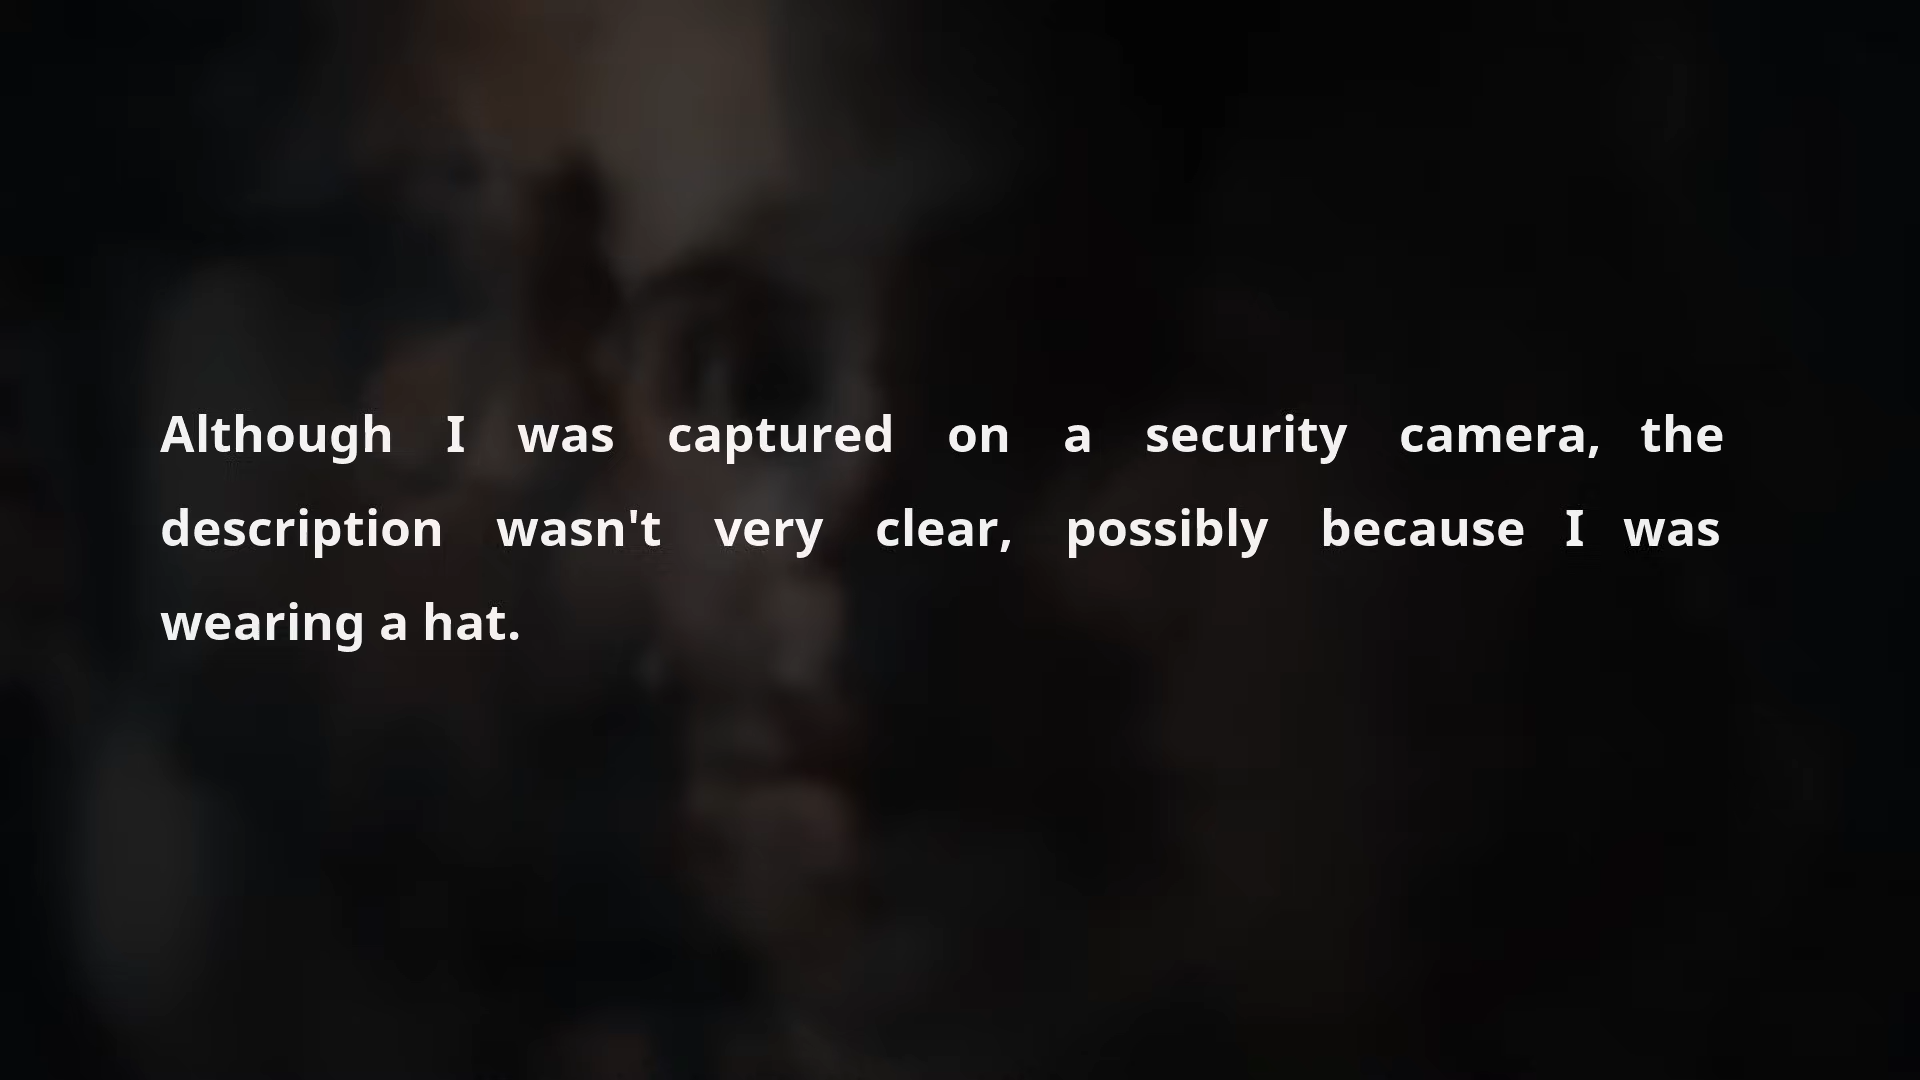 Although I was captured on a security camera, the
description wasn't very clear, possibly because I was
wearing a hat.